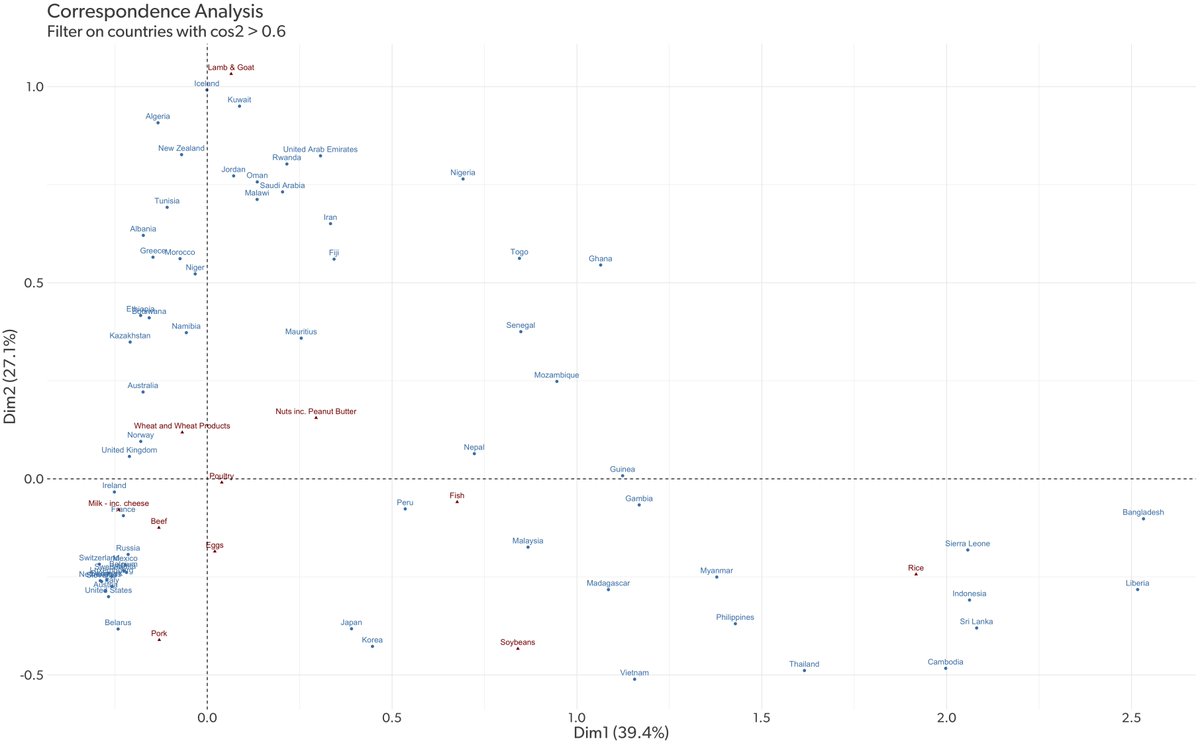 Correspondence Analysis
Filter on countries with cos2 > 0.6
Lamb & Goat
Iceland
Kuwait
Algeria
New Zealand
United Arab Emirates
Rwanda
Jordan
Oman
Nigeria
Saudi Arabia
Malawi
Tunisia
Iran
Albania
Greece
Morocco
Fiji
Togo
Ghana
Niger
Ethiopia
Botswana
Namibia
Senegal
Kazakhstan
Mauritius
Mozambique
Australia
Nuts inc. Peanut Butter
Wheat and Wheat Products
Norway
United Kingdom
Nepal
Poultry
Guinea
Ireland
Fish
Milk - inc. cheese
Peru
Gambia
France
Bangladesh
Beef
Eggs
Malaysia
Sierra Leone
Russia
Switzerland
Mexico
Belgium
Rice
Myanmar
Madagascar
Liberia
Austria
United States
Indonesia
Belarus
Japan
Philippines
Sri Lanka
Pork
Korea
Soybeans
Vietnam
Thailand
Cambodia
1.0
0.5
0.0
-0.5
Dim2 (27.1%)
0.0
0.5
1.0
1.5
2.0
2.5
Dim1 (39.4%)